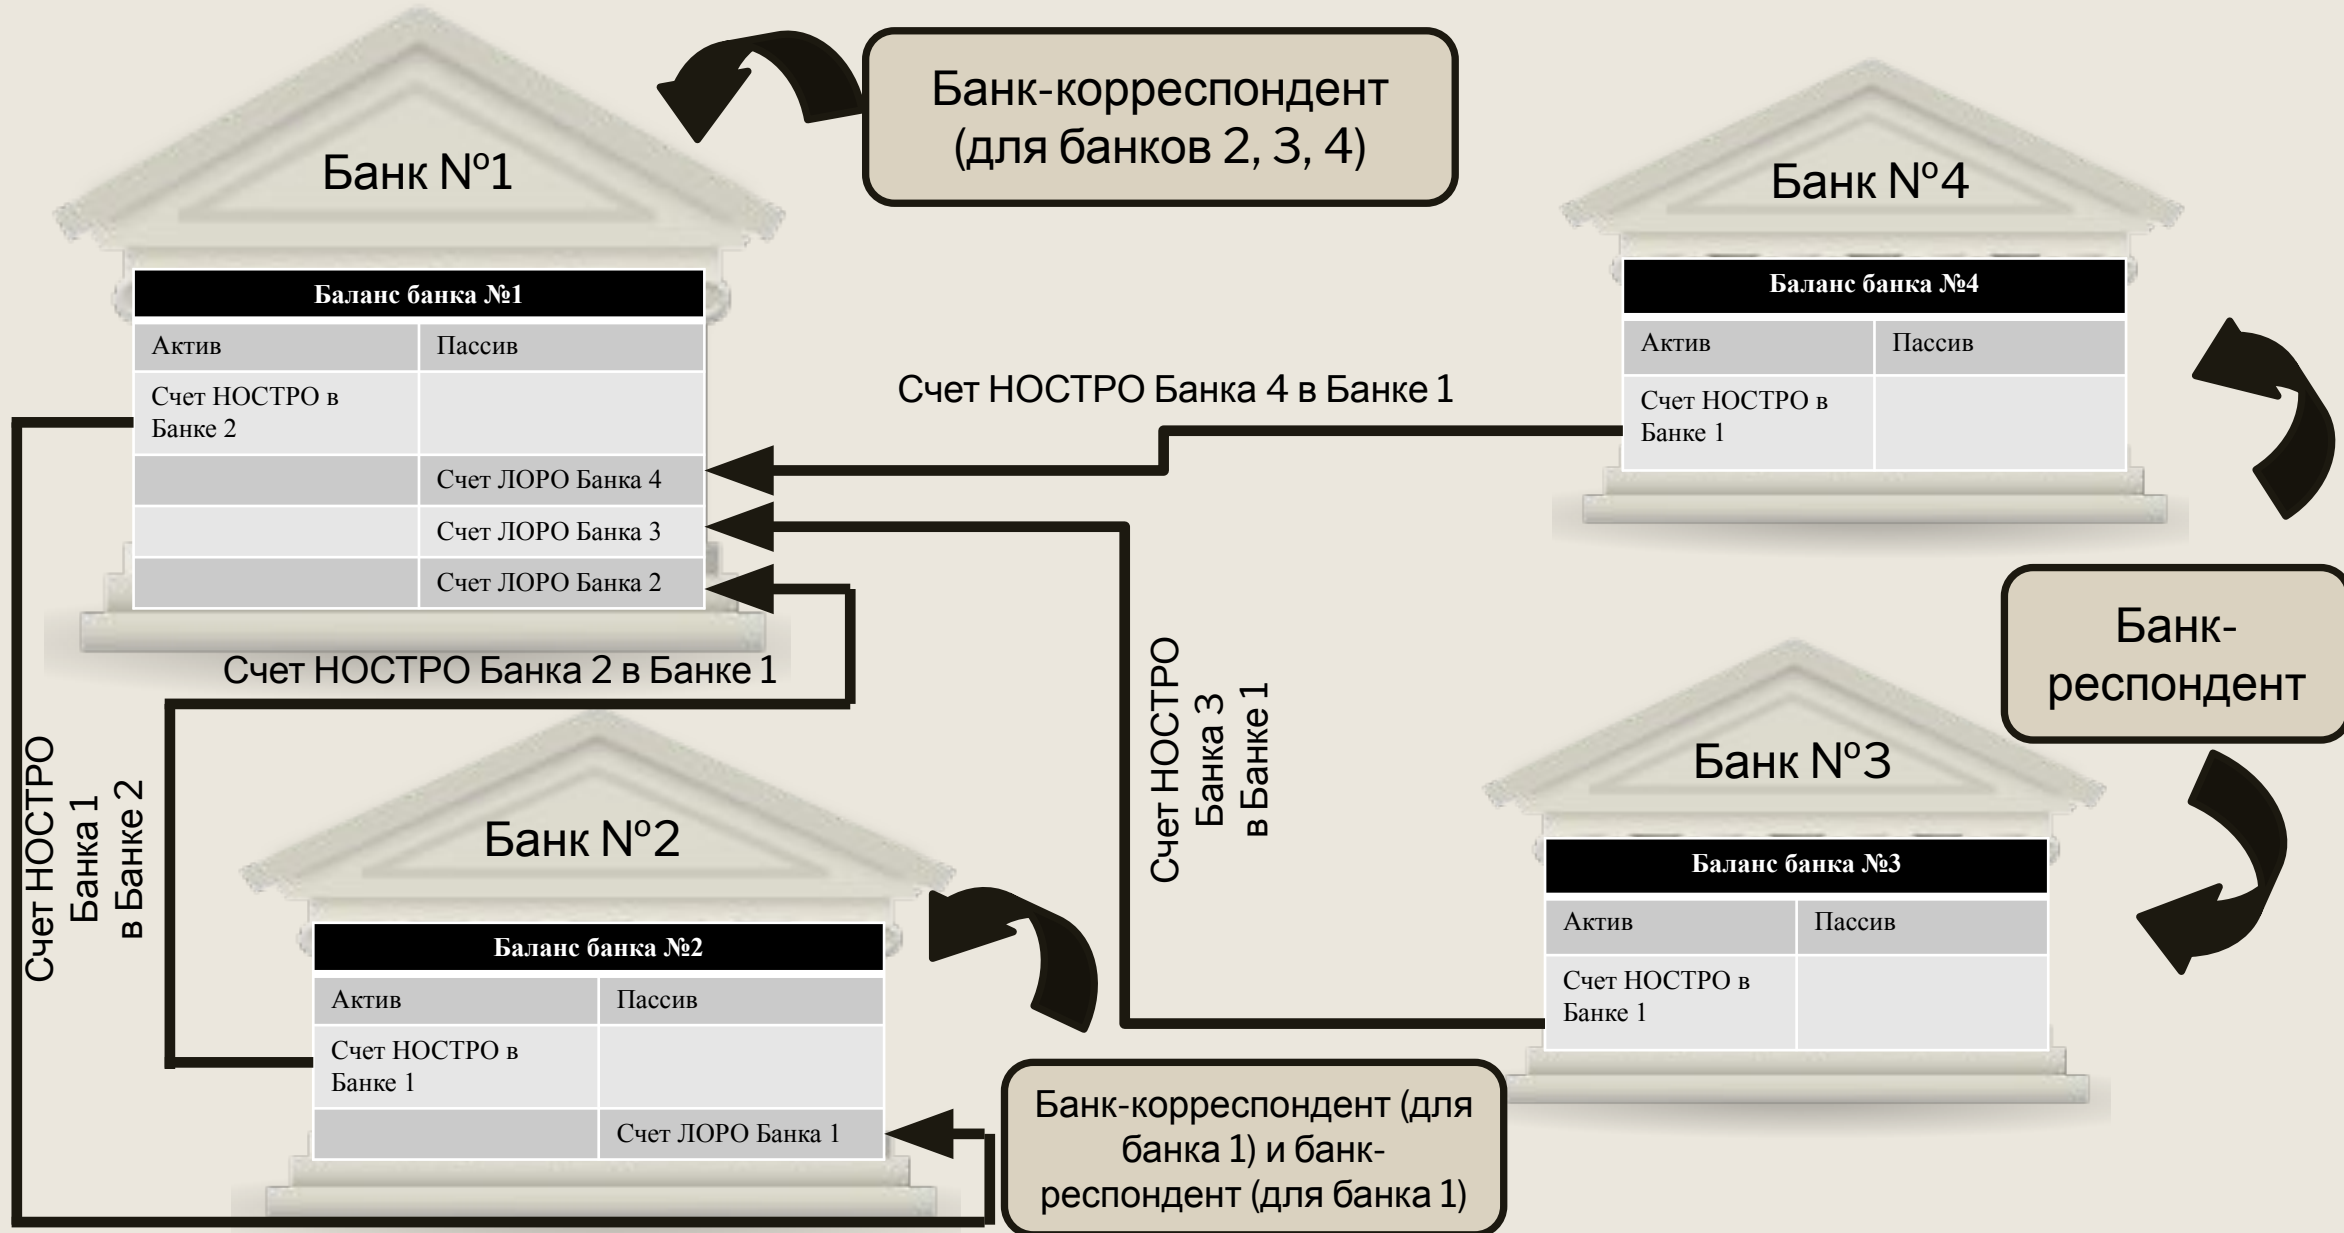 Банк-корреспондент
(для банков 2, 3, 4)
Банк №1
Баланс банка №1
Актив Пассив
Счет НОСТРО в
Банке 2
Счет ЛОРО Банка 4
Счет ЛОРО Банка 3
Счет ЛОРО Банка 2
Банк №4
Баланс банка №4
Актив Пассив
Счет НОСТРО в
Банке 1
Счет НОСТРО Банка 4 в Банке 1
Счет НОСТРО Банка 2 в Банке 1
Счет НОСТРО
Банка 1
в Банке 2
Счет НОСТРО
Банка 3
в Банке 1
Банк-
респондент
Банк №2
Баланс банка №2
Актив Пассив
Счет НОСТРО в
Банке 1
Счет ЛОРО Банка 1
Банк №3
Баланс банка №3
Актив Пассив
Счет НОСТРО в
Банке 1
Банк-корреспондент (для
банка 1) и банк-
респондент (для банка 1)